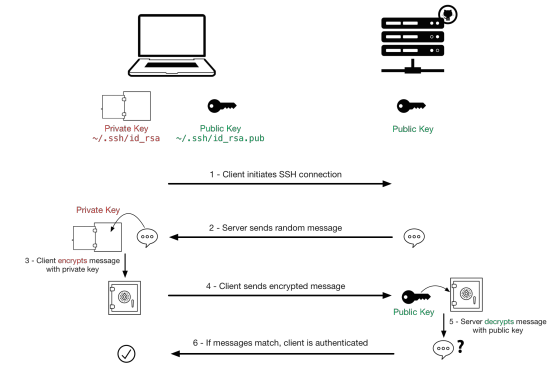 Private Key
~/.ssh/id_rsa
Public Key
~/.ssh/id_rsa.pub
Public Key
1 - Client initiates SSH connection
Private Key
2 - Server sends random message
3 - Client encrypts message
with private key
4 - Client sends encrypted message
Public Key
5 - Server decrypts message
with public key
6 - If messages match, client is authenticated
?